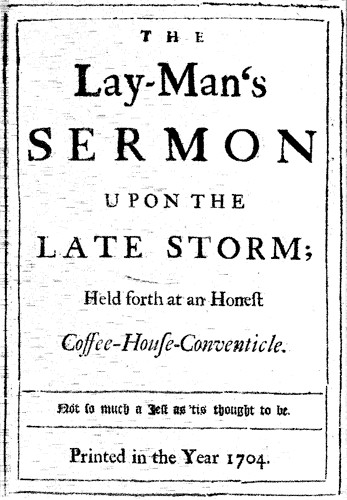 THE
Lay-Man's
SERMON
UPON THE
LATE STORM;
Held forth at an Honeſt
Coffee-Houſe-Conventicle.
Not ſo much a Jeſt as 'tis thought to be.
Printed in the Year 1704.